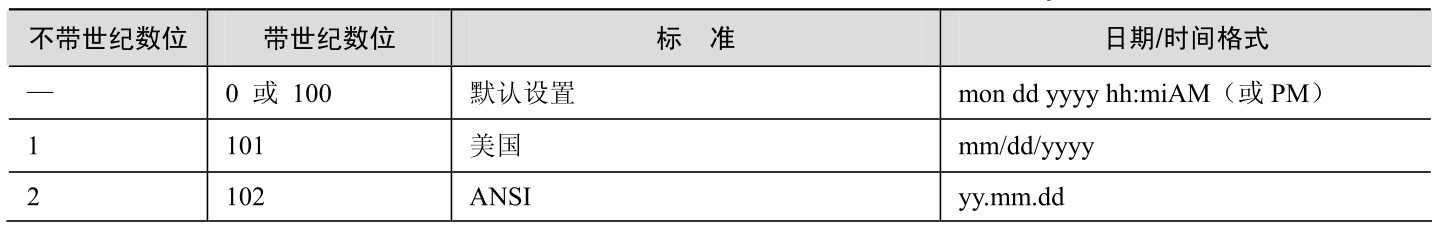 不带世纪数位 带世纪数位 标 准 日期/时间格式
— 0 或 100 默认设置 mon dd yyyy hh:miAM（或 PM）
1 101 美国 mm/dd/yyyy
2 102 ANSI yy.mm.dd